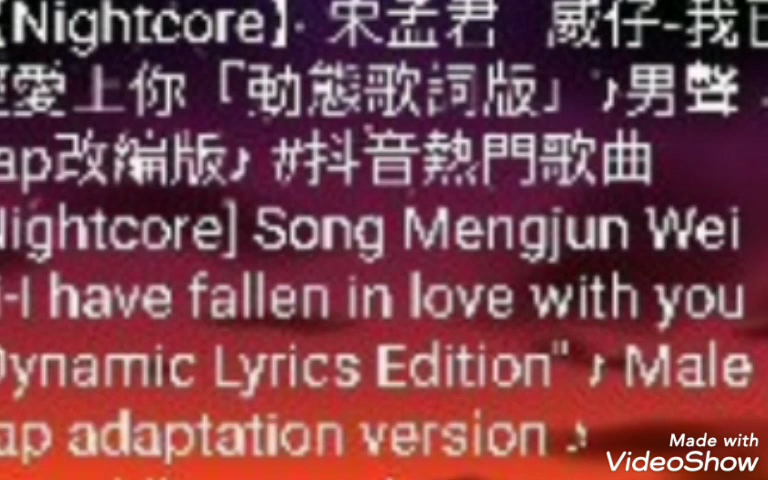 【Nightcore】· 宋孟君 威仔-我已
經愛上你「動態歌詞版」♪男聲
ap改編版♪ #抖音熱門歌曲
Nightcore] Song Mengjun Wei
i-I have fallen in love with you
Dynamic Lyrics Edition" ♪ Male
ap adaptation version ♪
Made with
VideoShow